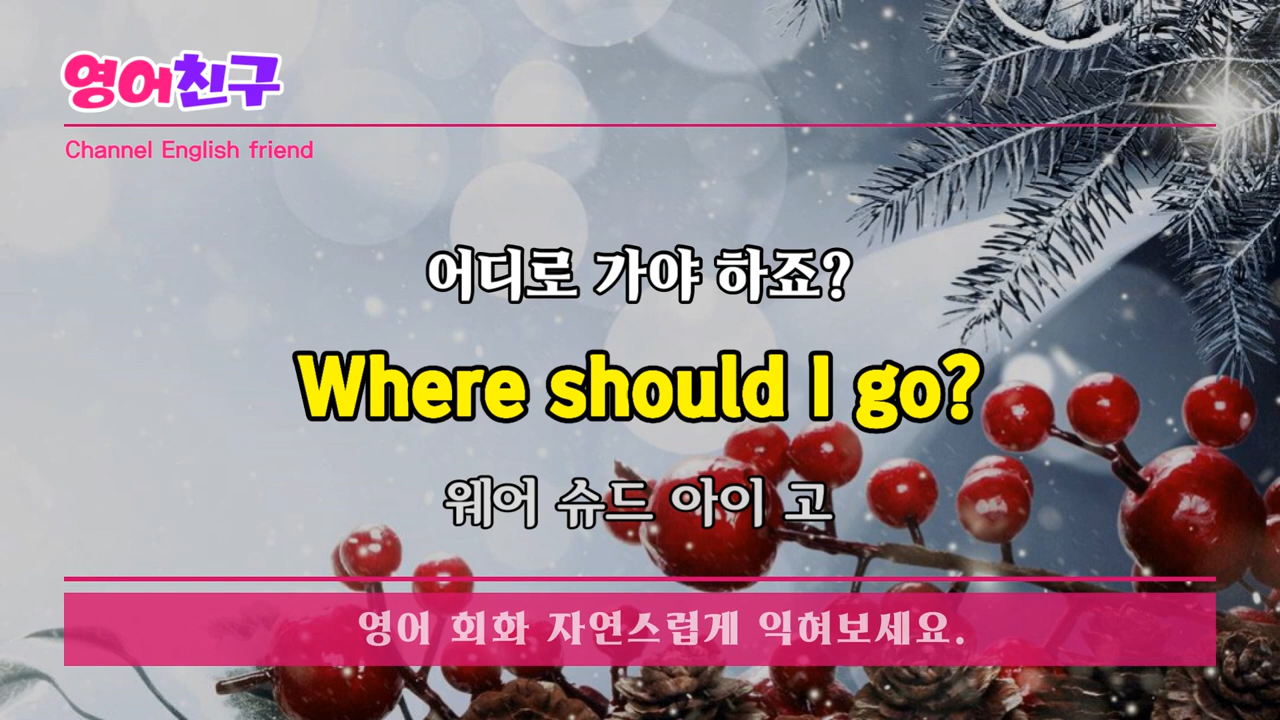 영어친구
Channel English friend
어디로 가야 하죠?
Where should I go?
웨어 슈드 아이 고
영어 회화 자연스럽게 익혀보세요.